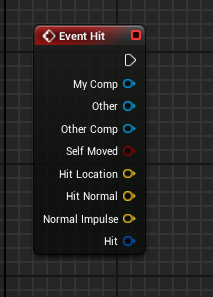 Event Hit
My Comp
Other
Other Comp
Self Moved
Hit Location
Hit Normal
Normal Impulse
Hit